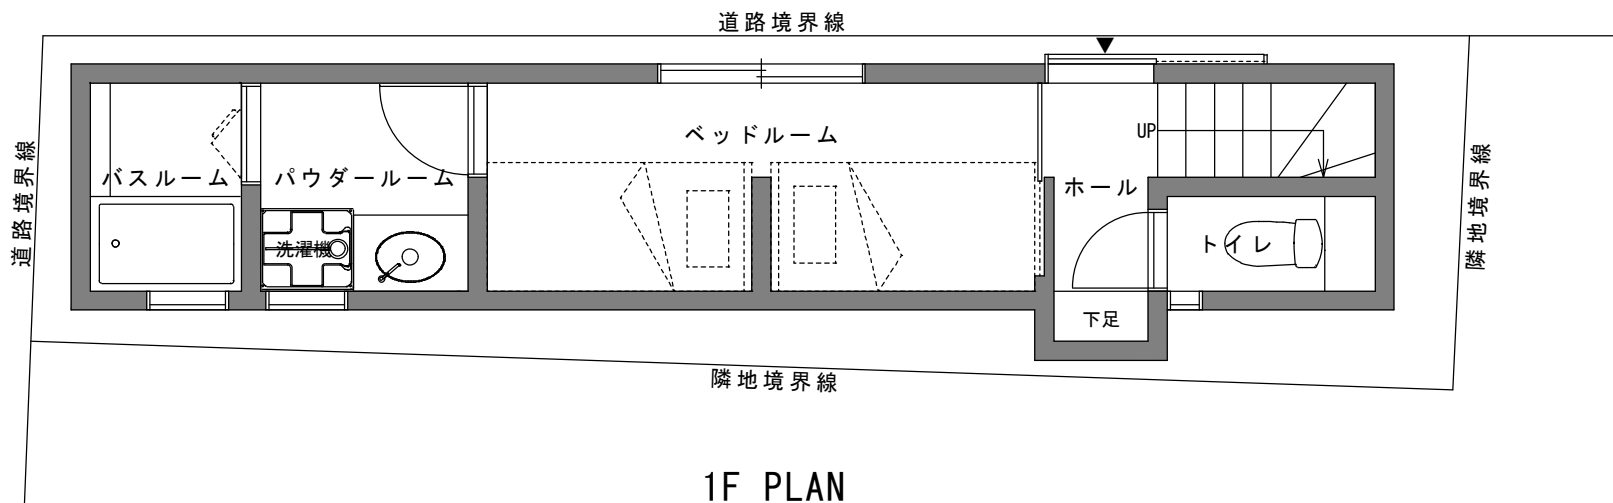 道路境界線
ベッドルーム
UP
バスルーム
パウダールーム
ホール
道路境界線
隣地境界線
洗濯機
トイレ
下足
隣地境界線
1F PLAN